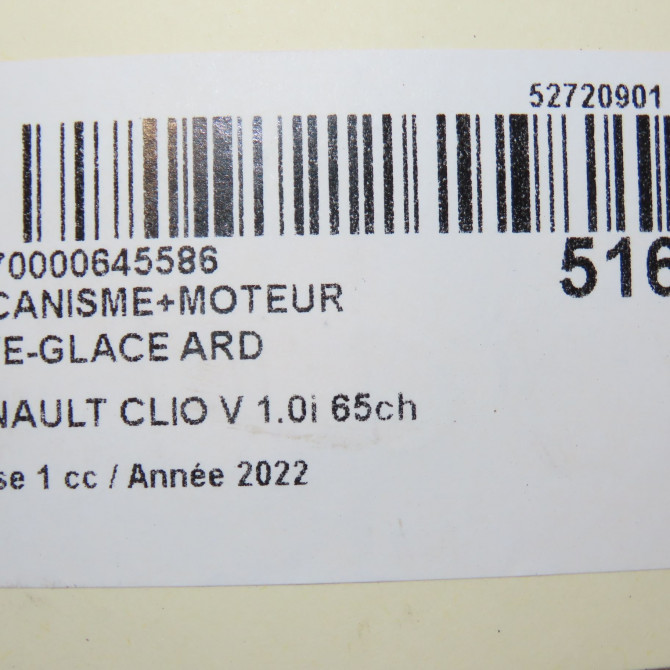 52720901
70000645586
516
CANISME+MOTEUR
E-GLACE ARD
NAULT CLIO V 1.0i 65ch
se 1 cc / Année 2022